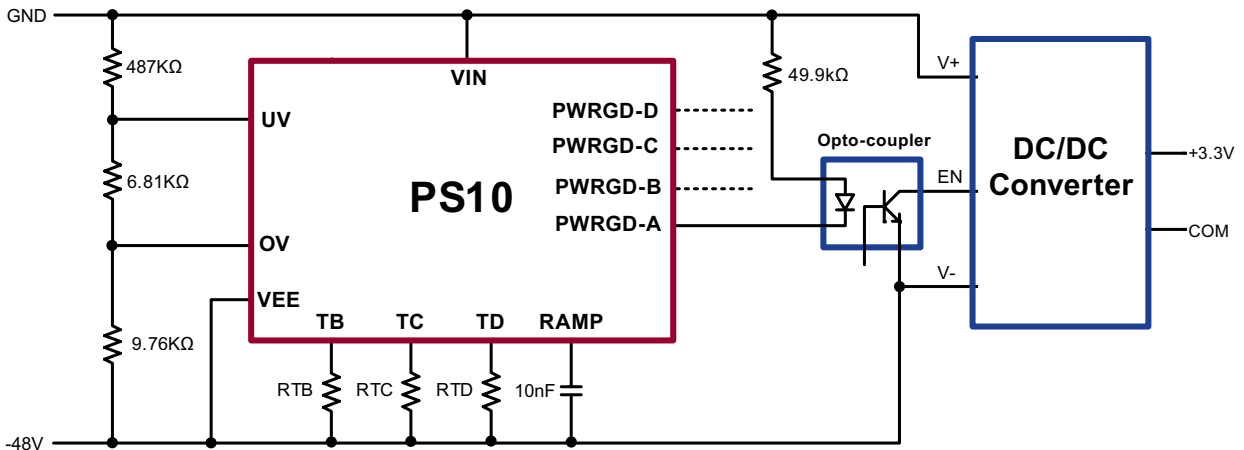 GND
487KΩ
VIN
49.9kΩ
V+
UV
PWRGD-D
Opto-coupler
PWRGD-C
DC/DC
Converter
+3.3V
6.81KΩ
PS10
PWRGD-B
EN
PWRGD-A
OV
COM
V-
VEE
9.76KΩ
TB
TC
TD
RAMP
RTB
RTC
RTD
10nF
-48V